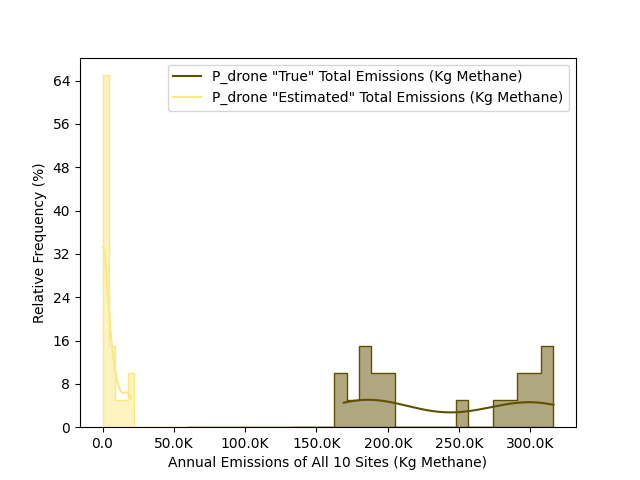 P_drone "True" Total Emissions (Kg Methane)
P_drone "Estimated" Total Emissions (Kg Methane)
Relative Frequency (%)
64
56
48
40
32
24
16
8
0
0.0 50.0K 100.0K 150.0K 200.0K 250.0K 300.0K
Annual Emissions of All 10 Sites (Kg Methane)